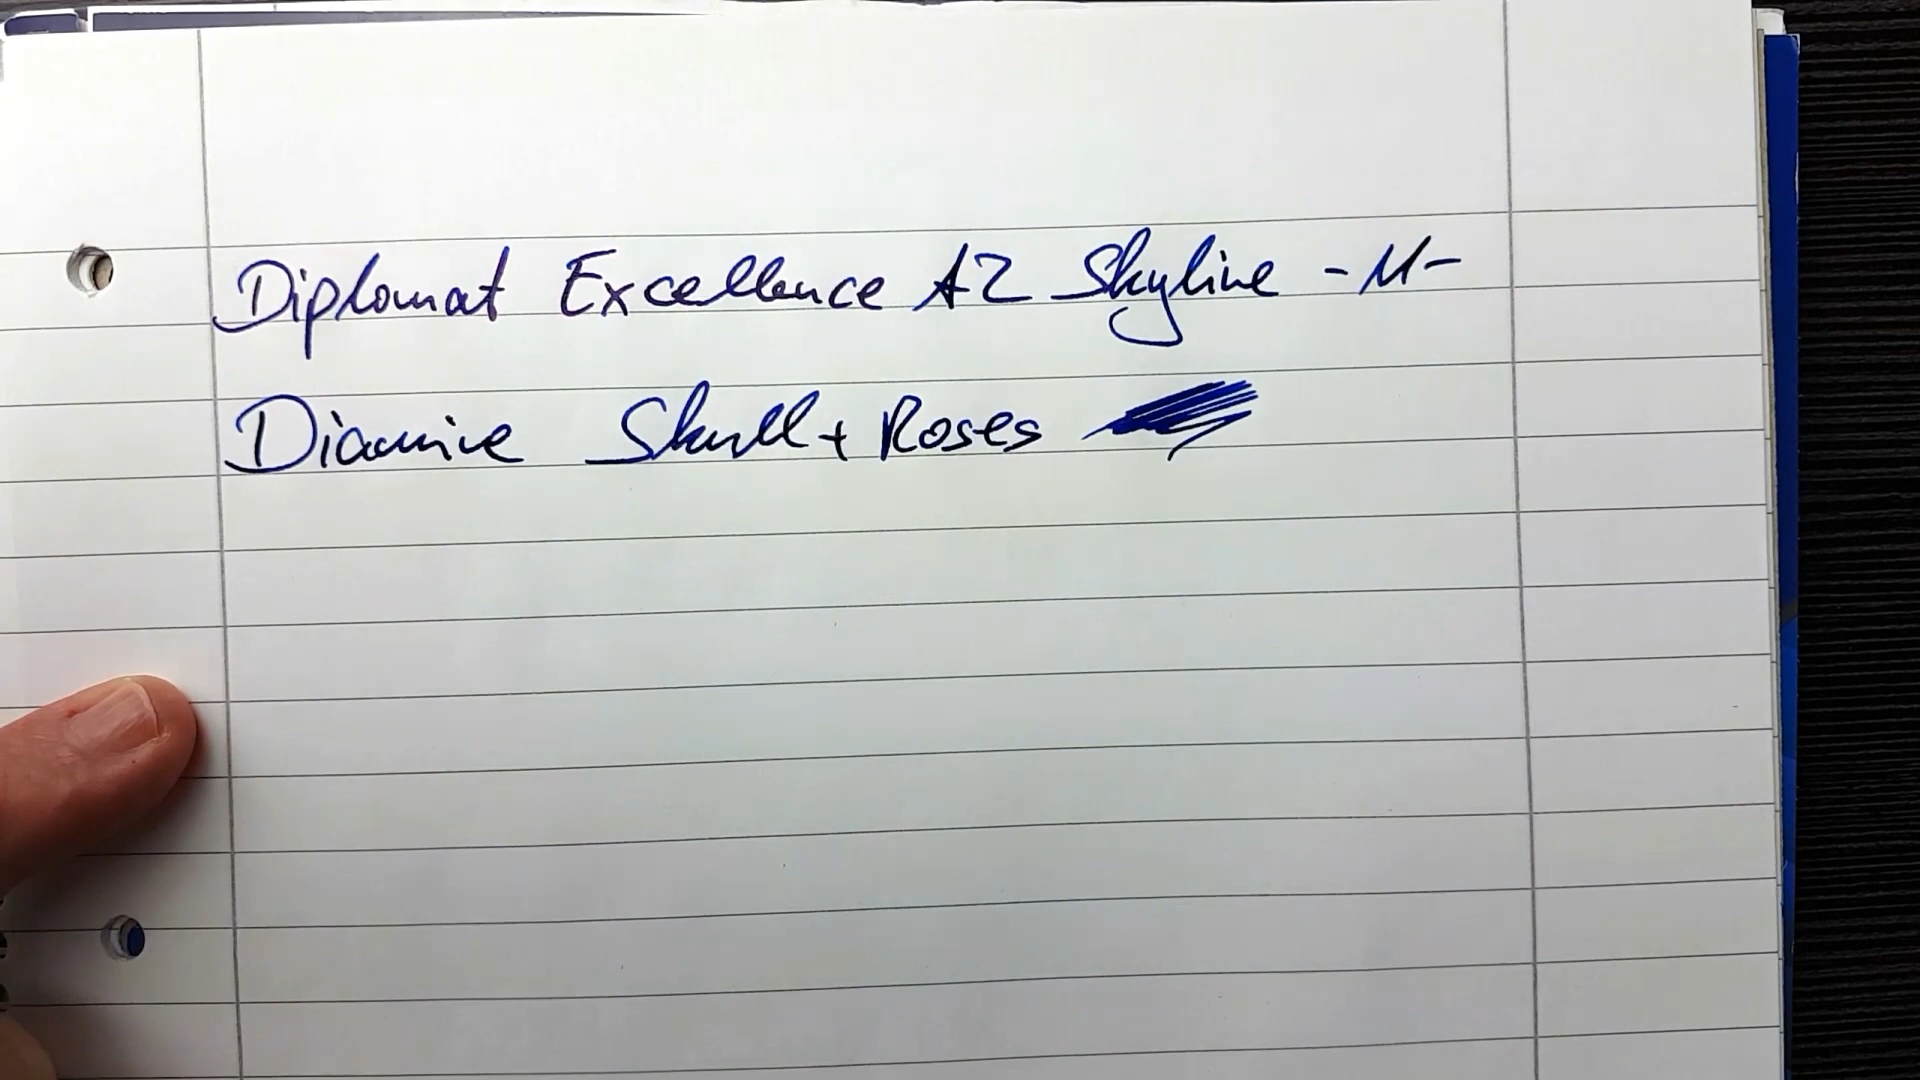 Diplomat Excellence A2 Skyline -M-
Diamine Skull + Roses